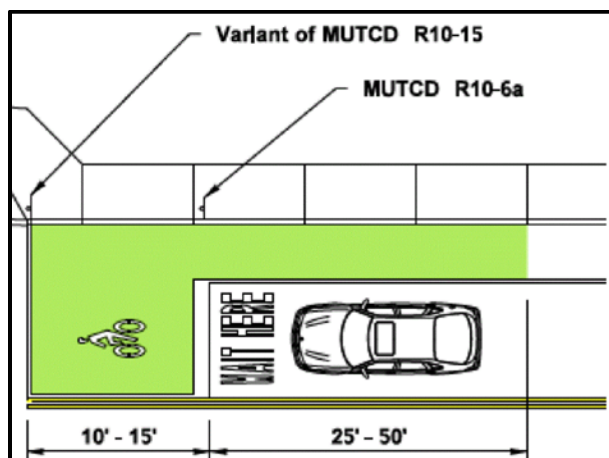 Variant of MUTCD R10-15
MUTCD R10-6a
WAIT
HERE
10' - 15'
25' - 50'